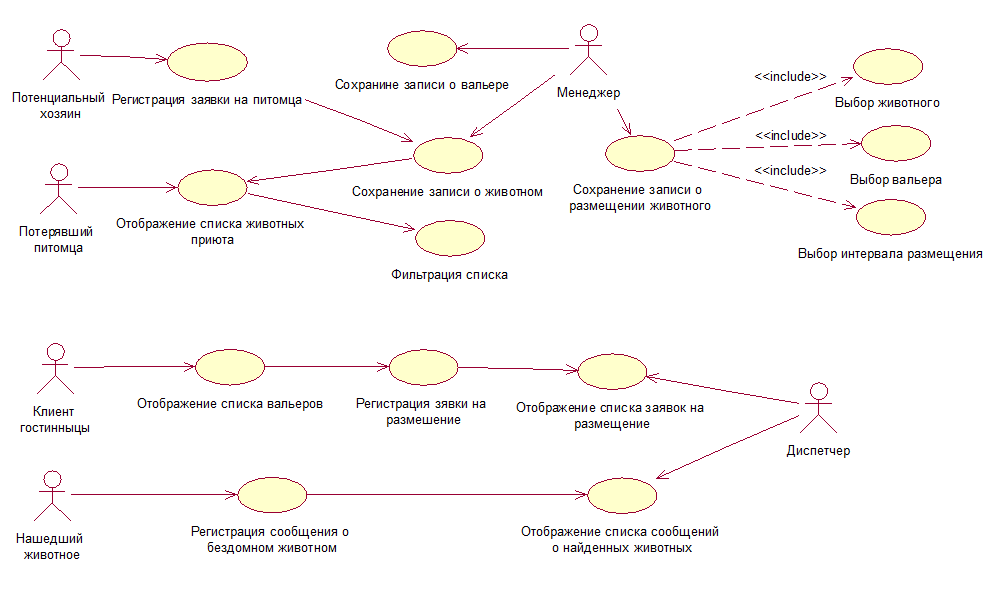 Потенциальный
хозяин
Регистрация заявки на питомца
Сохранине записи о вальере
Менеджер
<<include>>
Выбор животного
<<include>>
Выбор вальера
<<include>>
Выбор интервала размещения
Сохранение записи о животном
Сохранение записи о
размещении животного
Потерявший
питомца
Отображение списка животных
приюта
Фильтрация списка
Клиент
гостинныцы
Отображение списка вальеров
Регистрация зявки на
размешение
Отображение списка заявок на
размещение
Диспетчер
Нашедший
животное
Регистрация сообщения о
бездомном животном
Отображение списка сообщений
о найденных животных